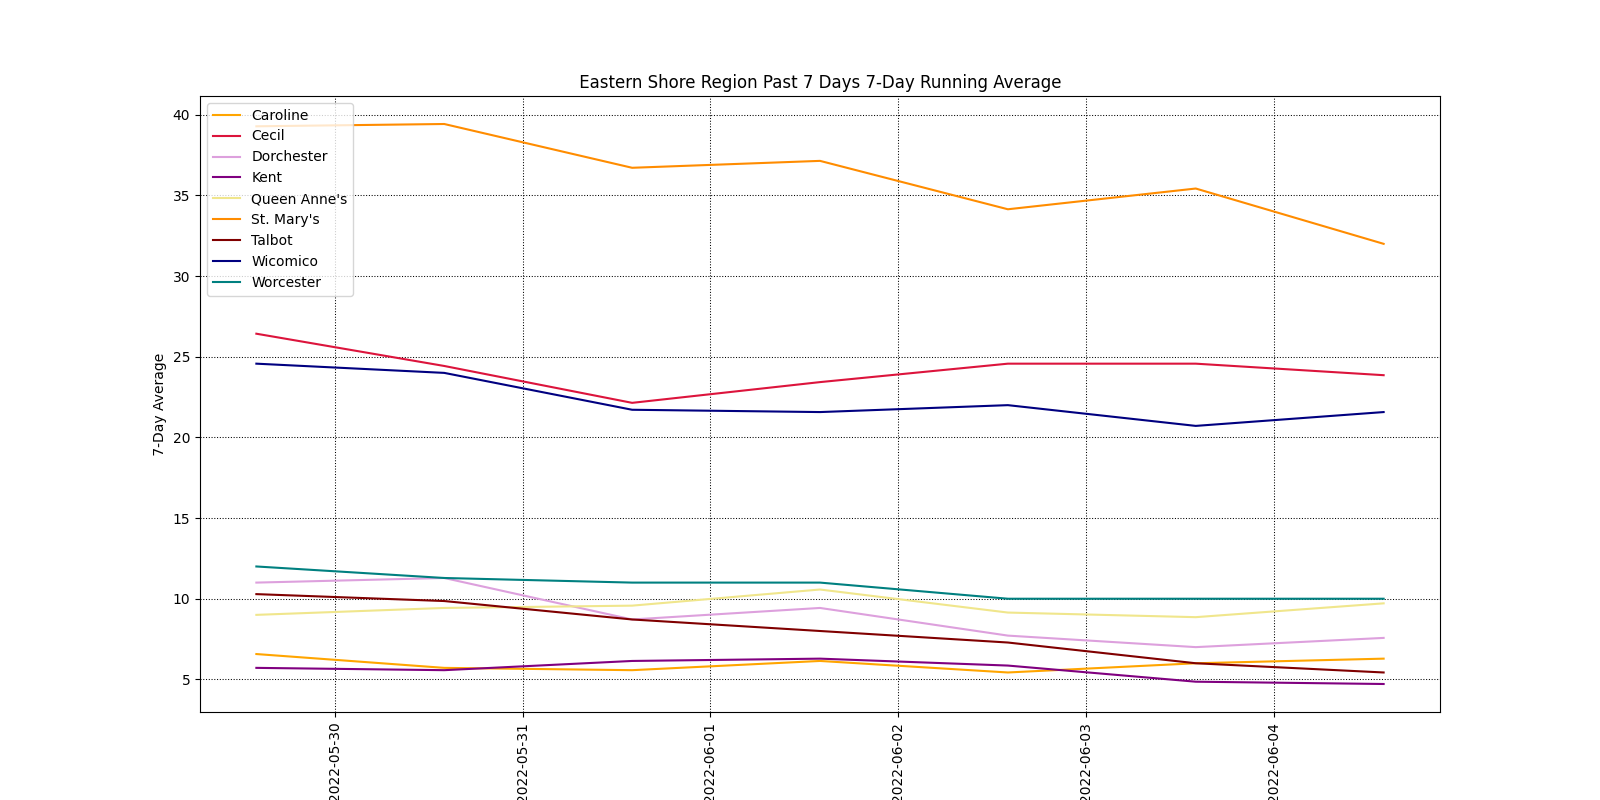 Eastern Shore Region Past 7 Days 7-Day Running Average
40
35
30
25
20
15
10
5
7-Day Average
Caroline
Cecil
Dorchester
Kent
Queen Anne's
St. Mary's
Talbot
Wicomico
Worcester
2022-05-30
2022-05-31
2022-06-01
2022-06-02
2022-06-03
2022-06-04